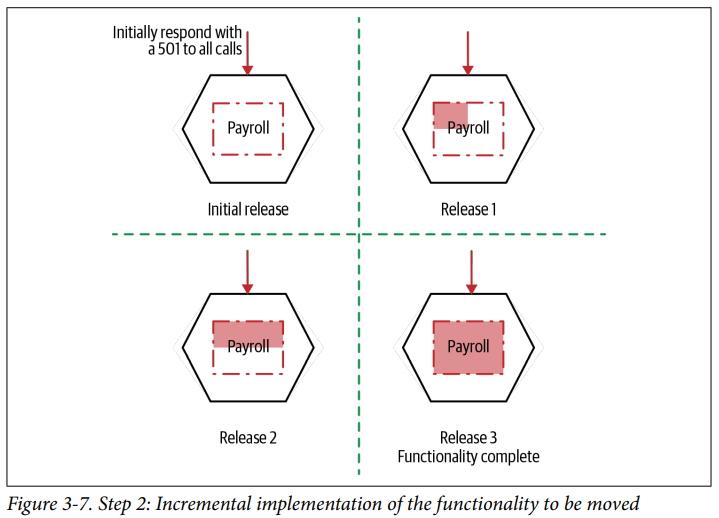 Initially respond with
a 501 to all calls
Payroll
Initial release
Payroll
Release 1
Payroll
Release 2
Payroll
Release 3
Functionality complete
Figure 3-7. Step 2: Incremental implementation of the functionality to be moved